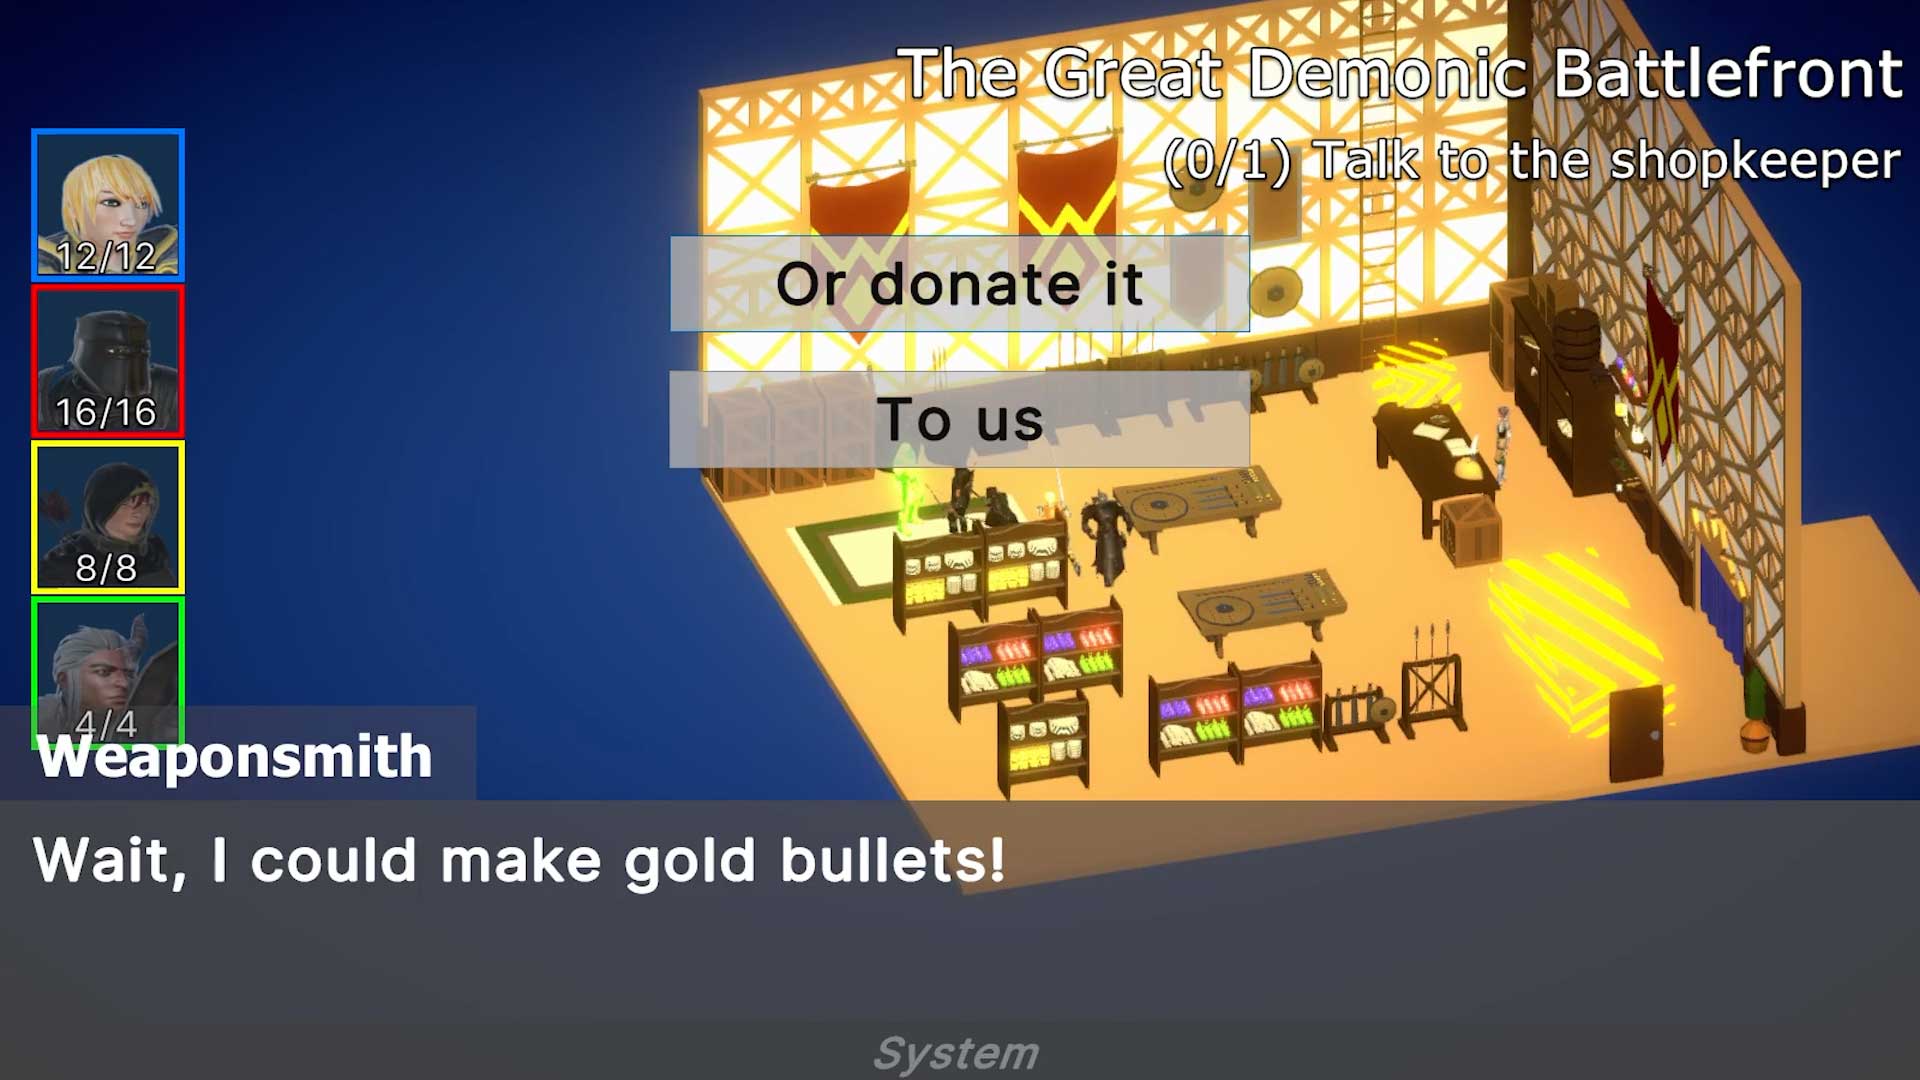 The Great Demonic Battlefront
(0/1) Talk to the shopkeeper
12/12
16/16
8/8
4/4
Or donate it
To us
Weaponsmith
Wait, I could make gold bullets!
System